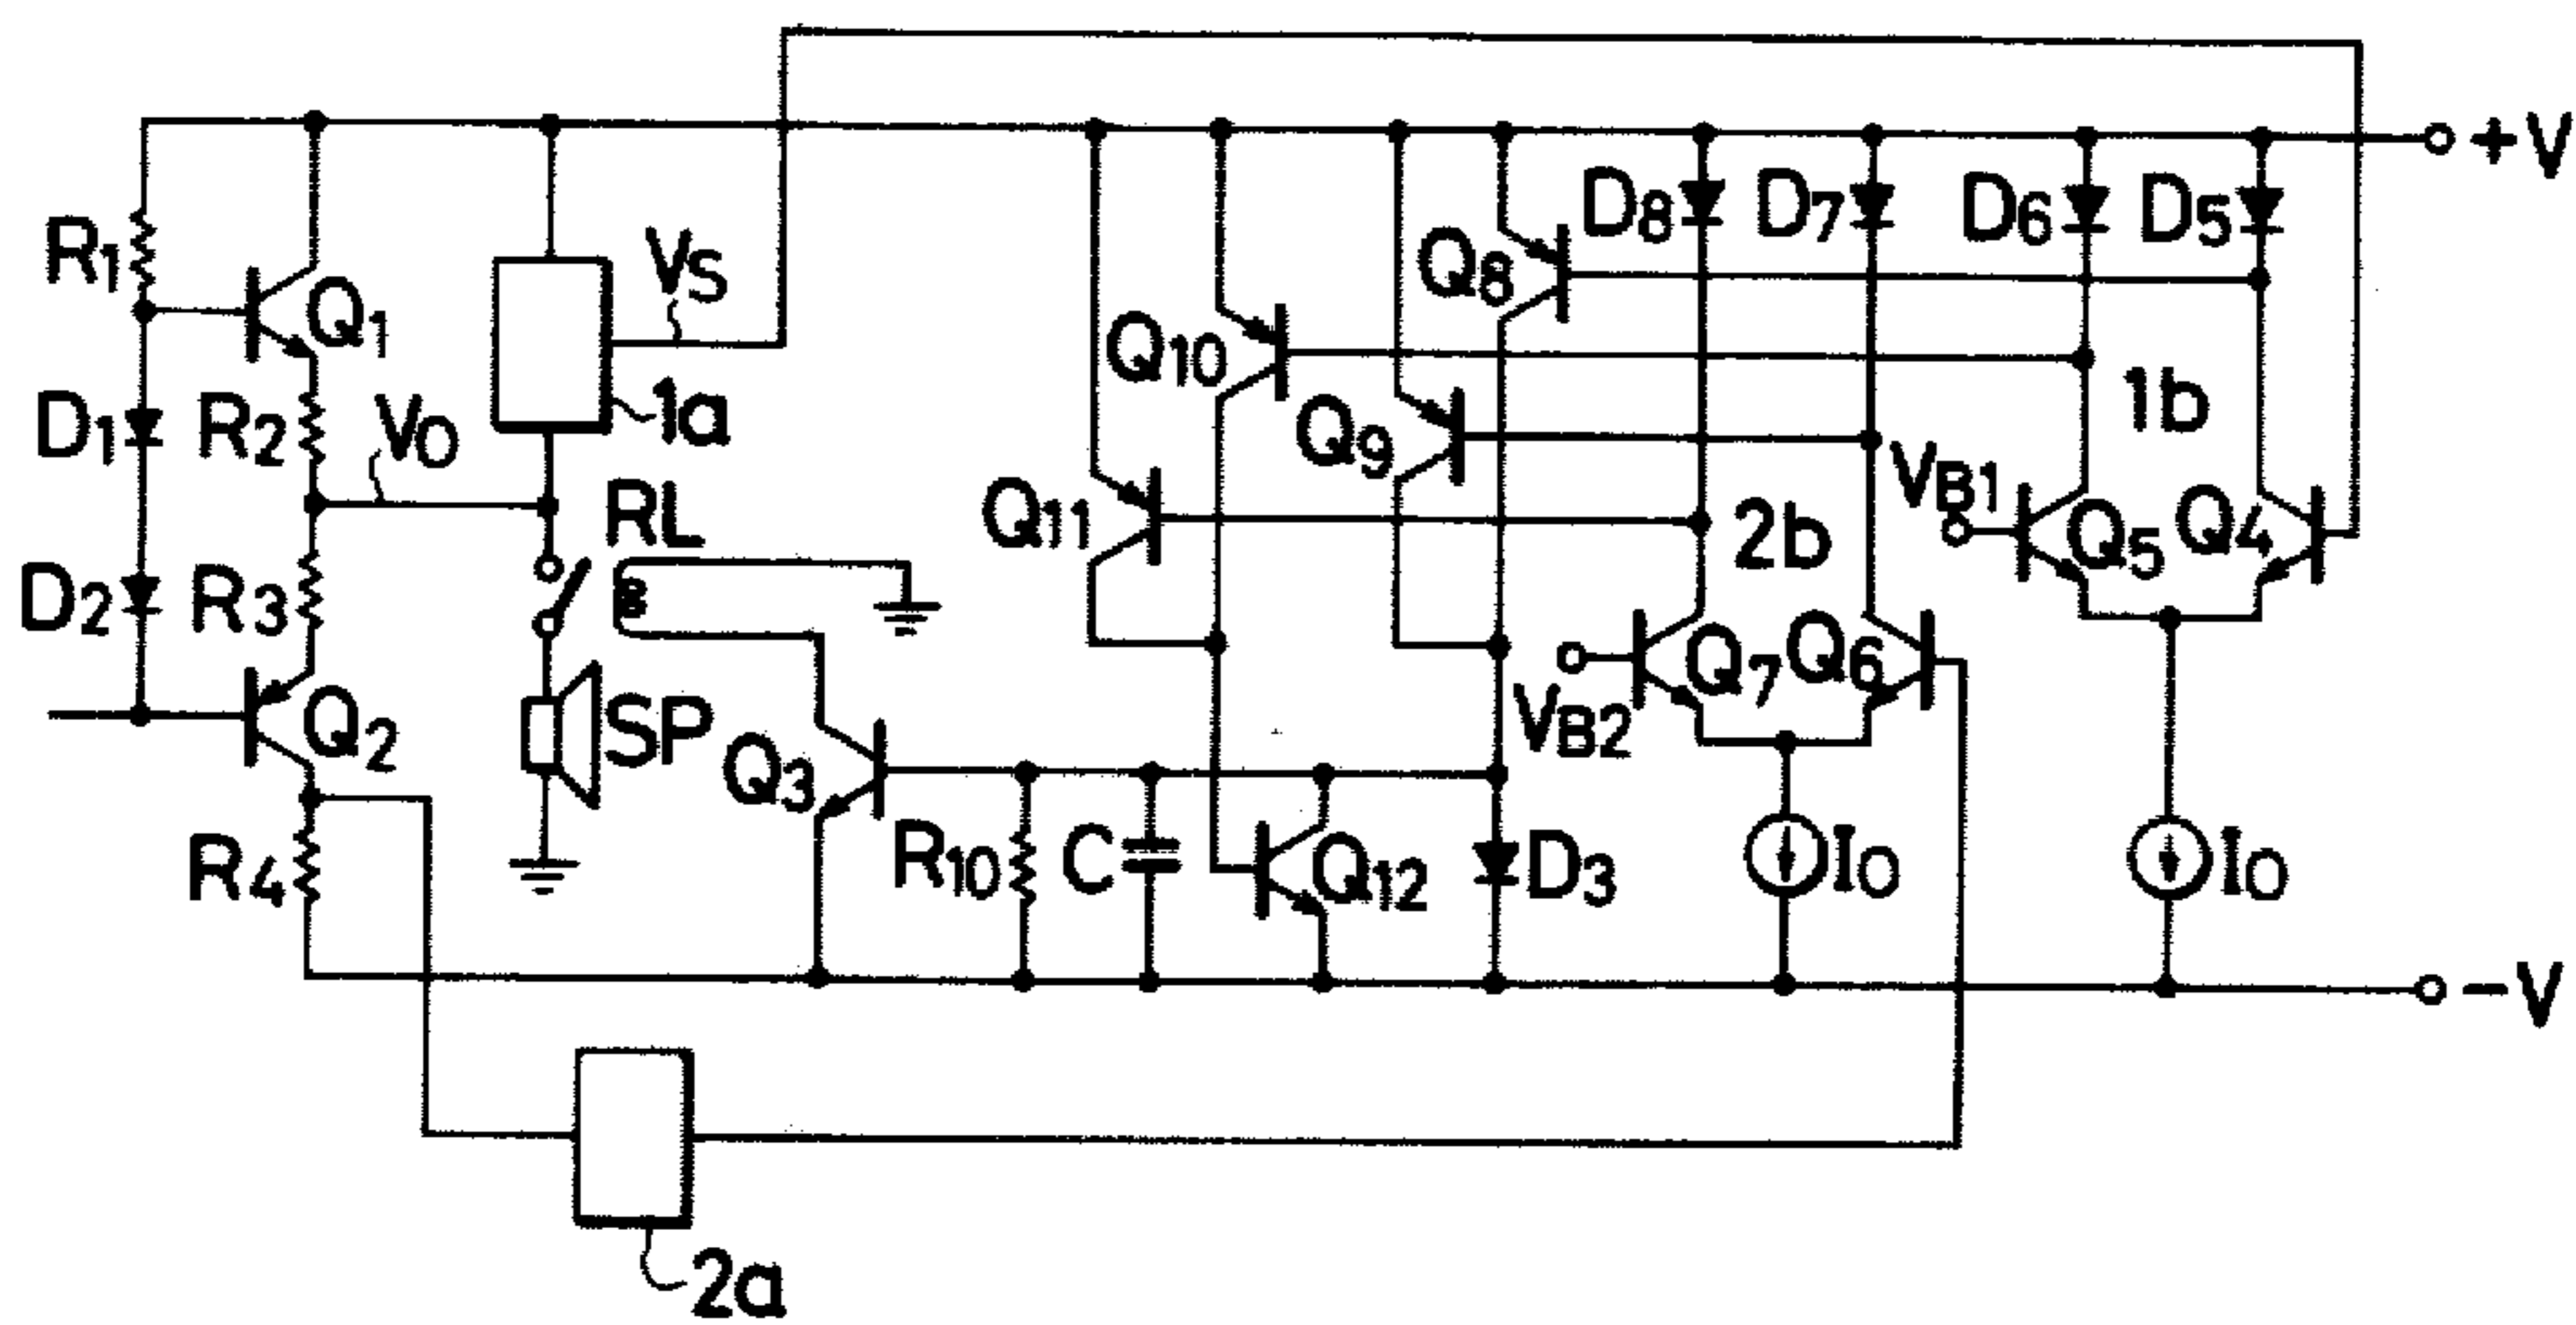 +V
R1
Q1
VS
D8
D7
D6
D5
Q8
Q10
1a
1b
D1
R2
VO
Q9
VB1
Q11
RL
2b
Q5
Q4
D2
R3
Q7
Q6
VB2
Q2
SP
Q3
R4
R10
C
Q12
D3
IO
IO
-V
2a